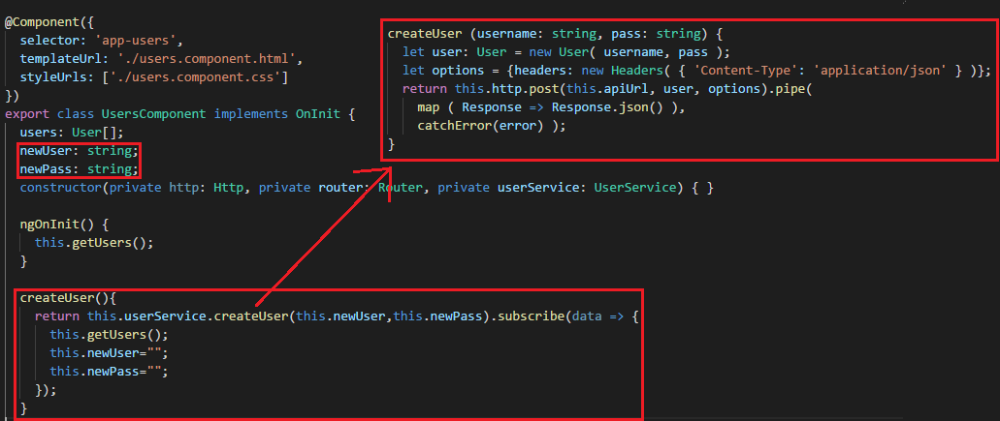 @Component({
selector: 'app-users',
templateUrl: './users.component.html',
styleUrls: ['./users.component.css']
})
export class UsersComponent implements OnInit {
users: User[];
newUser: string;
newPass: string;
constructor(private http: Http, private router: Router, private userService: UserService) { }
ngOnInit() {
this.getUsers();
}
createUser(){
return this.userService.createUser(this.newUser,this.newPass).subscribe(data => {
this.getUsers();
this.newUser="";
this.newPass="";
});
}
createUser (username: string, pass: string) {
let user: User = new User( username, pass );
let options = {headers: new Headers( { 'Content-Type': 'application/json' } )};
return this.http.post(this.apiUrl, user, options).pipe(
map ( Response => Response.json() ),
catchError(error) );
}